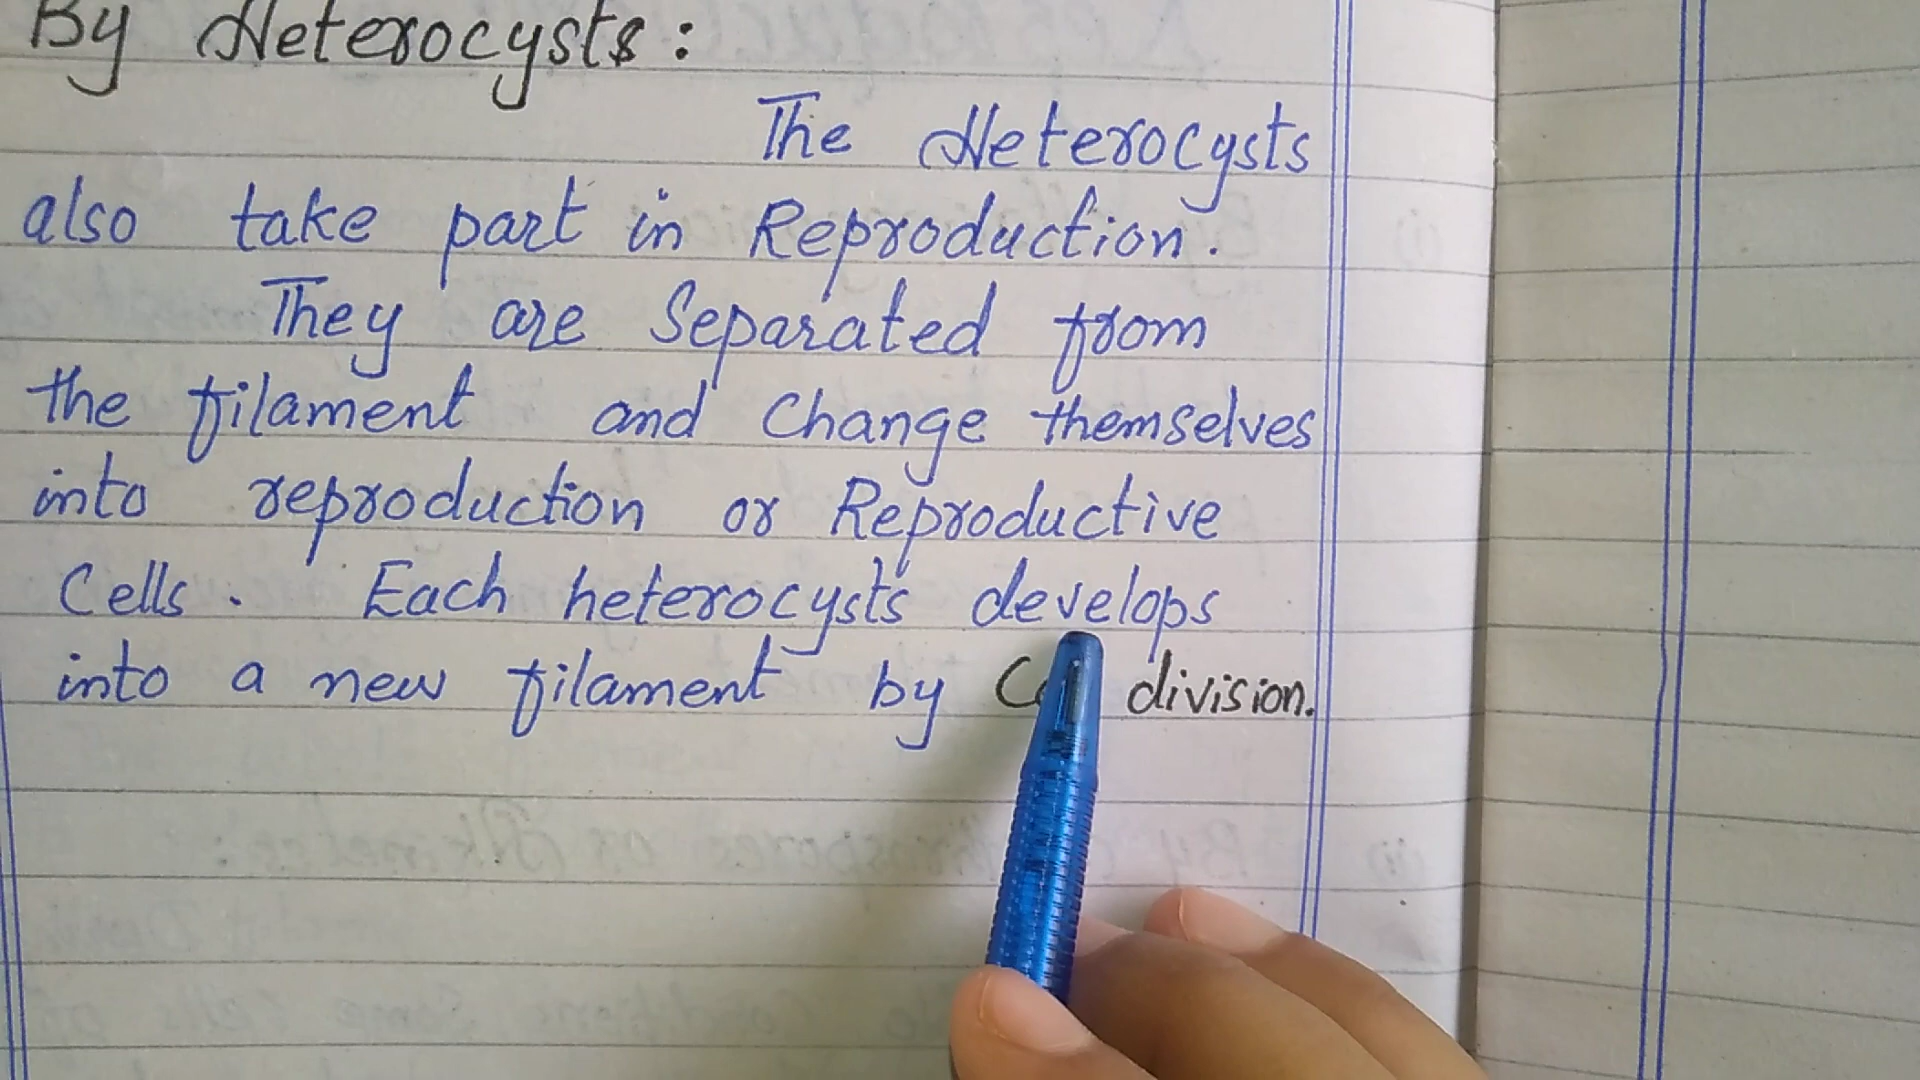 By Heterocysts:
The Heterocysts
also take part in Reproduction.
They are Separated from
the filament and Change themselves
into reproduction or Reproductive
Cells. Each heterocysts develops
into a new filament by division.